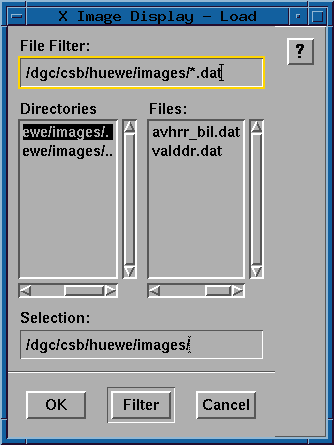 X Image Display - Load
File Filter:
?
/dgc/csb/huewe/images/*.dat
Directories
Files:
ewe/images/.
ewe/images/..
avhrr_bil.dat
valddr.dat
Selection:
/dgc/csb/huewe/images/
OK
Filter
Cancel